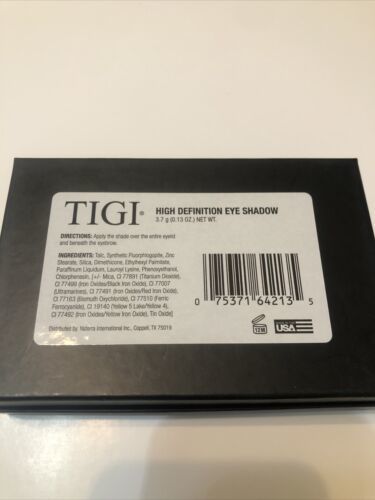 TIGI®
HIGH DEFINITION EYE SHADOW
3.7 g (0.13 OZ.) NET WT.
DIRECTIONS: Apply the shade over the entire eyelid
and beneath the eyebrow.
INGREDIENTS: Talc, Synthetic Fluorphlogopite, Zinc
Stearate, Silica, Dimethicone, Ethylhexyl Palmitate,
Paraffinum Liquidum, Lauroyl Lysine, Phenoxyethanol,
Chlorphenesin, [+/- Mica, CI 77891 (Titanium Dioxide),
CI 77499 (Iron Oxides/Black Iron Oxide), CI 77007
(Ultramarines), CI 77491 (Iron Oxides/Red Iron Oxide),
CI 77163 (Bismuth Oxychloride), CI 77510 (Ferric
Ferrocyanide), CI 19140 (Yellow 5 Lake/Yellow 4),
CI 77492 (Iron Oxides/Yellow Iron Oxide), Tin Oxide]
0 75371 64213 5
12M
USA
Distributed by: International Inc., Coppell, TX 75019